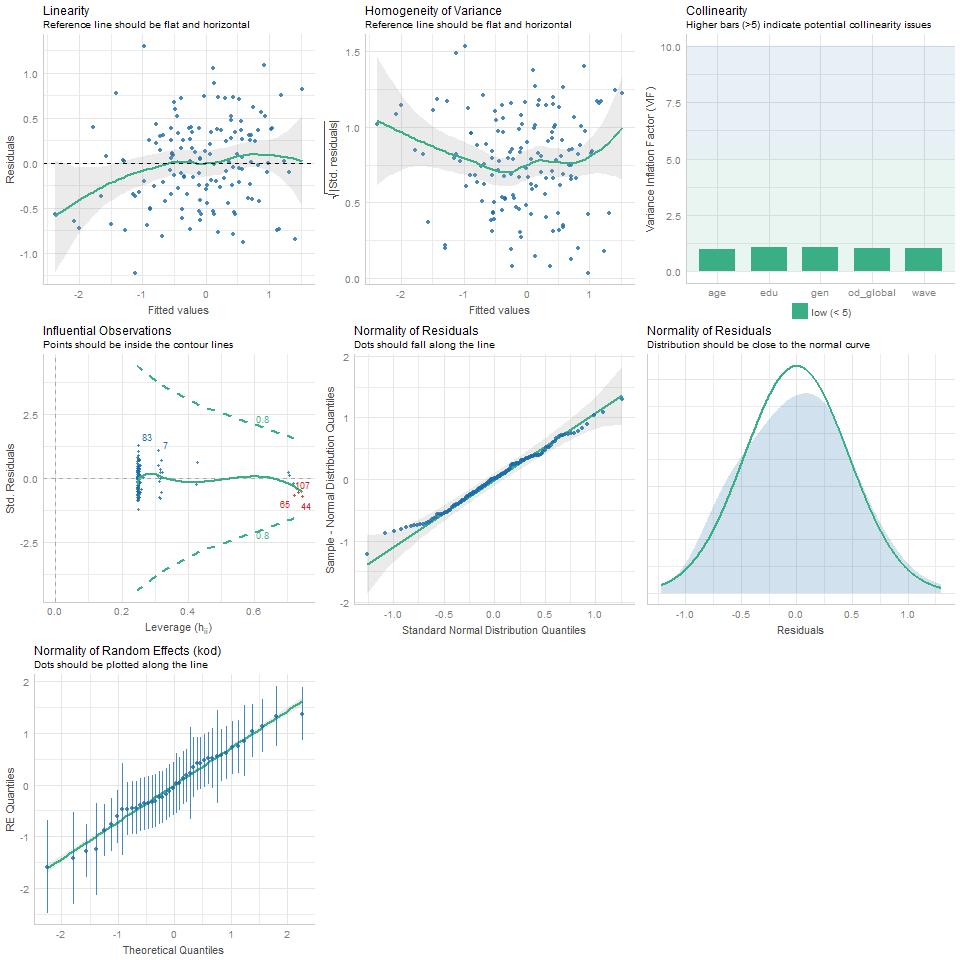 Linearity
Reference line should be flat and horizontal
1.0
0.5
0.0
-0.5
-1.0
Residuals
-2
-1
0
1
Fitted values
Homogeneity of Variance
Reference line should be flat and horizontal
1.5
1.0
0.5
0.0
√|Std. residuals|
-2
-1
0
1
Fitted values
Collinearity
Higher bars (>5) indicate potential collinearity issues
10.0
7.5
5.0
2.5
0.0
Variance Inflation Factor (VIF)
age
edu
gen
od_global
wave
low (< 5)
Influential Observations
Points should be inside the contour lines
2.5
0.0
-2.5
Std. Residuals
0.8
83
7
107
65
44
0.8
0.0
0.2
0.4
0.6
Leverage (hii)
Normality of Residuals
Dots should fall along the line
2
1
0
-1
-2
Sample - Normal Distribution Quantiles
-1.0
-0.5
0.0
0.5
1.0
Standard Normal Distribution Quantiles
Normality of Residuals
Distribution should be close to the normal curve
-1.0
-0.5
0.0
0.5
1.0
Residuals
Normality of Random Effects (kod)
Dots should be plotted along the line
2
1
0
-1
-2
RE Quantiles
-2
-1
0
1
2
Theoretical Quantiles